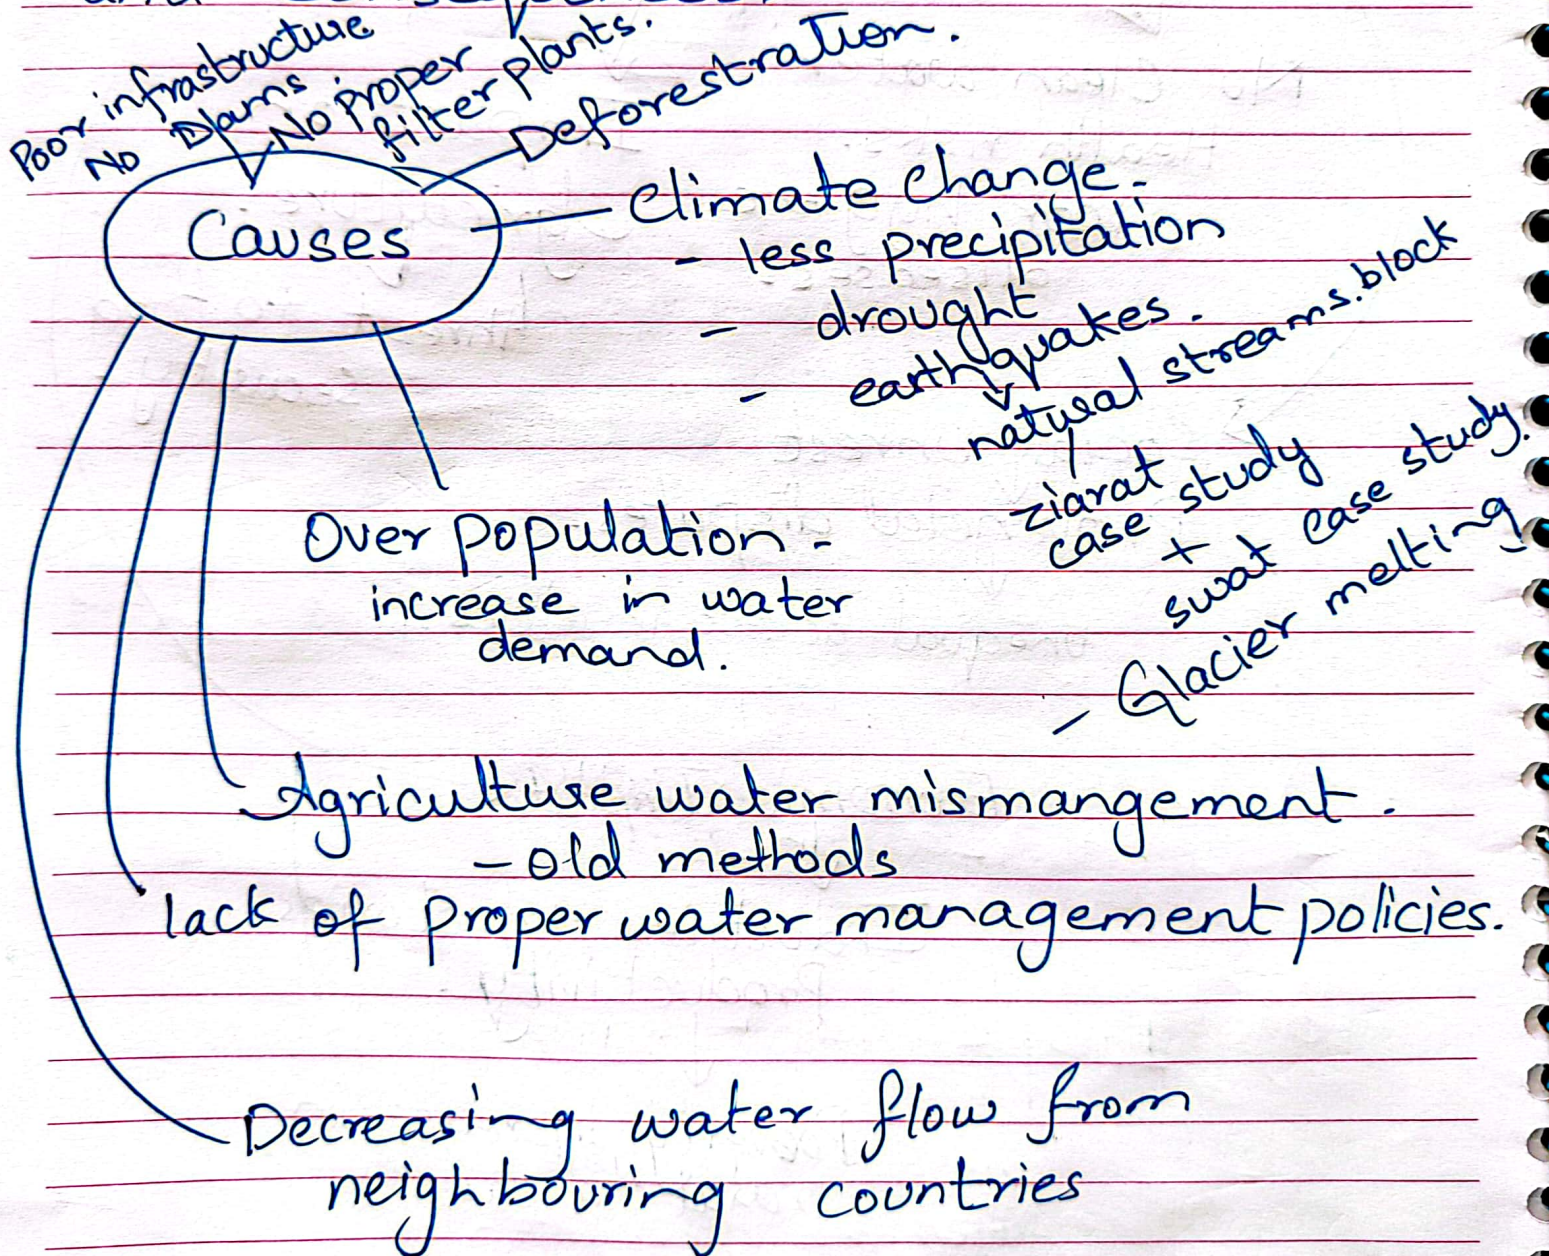 Poor infrastructure
No Dams
No proper
filter plants.
Deforestration.
Causes
Climate change.
- less precipitation
- drought
- earthquakes.
natural streams.block
ziarat
case study
+
swat case study.
- Glacier melting
Over population -
increase in water
demand.
Agriculture water mismangement.
- old methods
lack of proper water management policies.
Decreasing water flow from
neighbouring countries